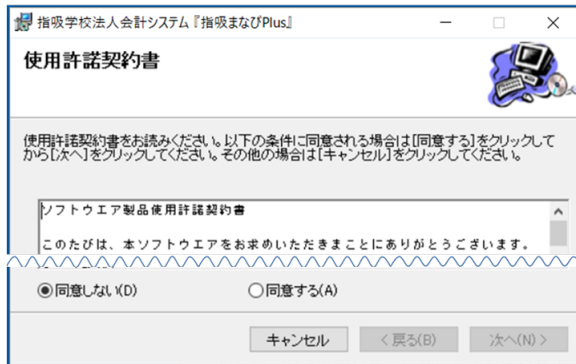 指吸学校法人会計システム『指吸まなびPlus』
使用許諾契約書
使用許諾契約書をお読みください。以下の条件に同意される場合は[同意する]をクリックして
から[次へ]をクリックしてください。その他の場合は[キャンセル]をクリックしてください。
ソフトウエア製品使用許諾契約書
このたびは、本ソフトウエアをお求めいただきまことにありがとうございます。
同意しない(D)
同意する(A)
キャンセル
< 戻る(B)
次へ(N) >